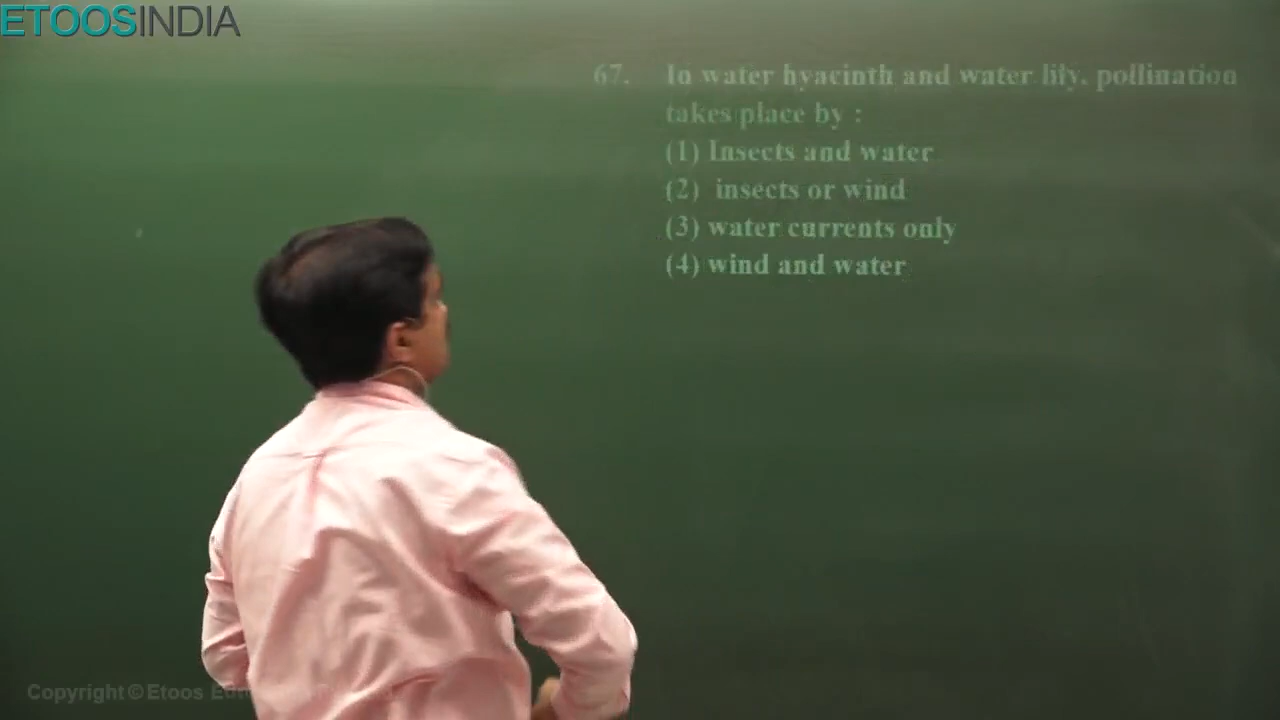 ETOOSINDIA
67. In water hyacinth and water lily. pollination
takes place by :
(1) Insects and water
(2) insects or wind
(3) water currents only
(4) wind and water
Copyright © Etoos